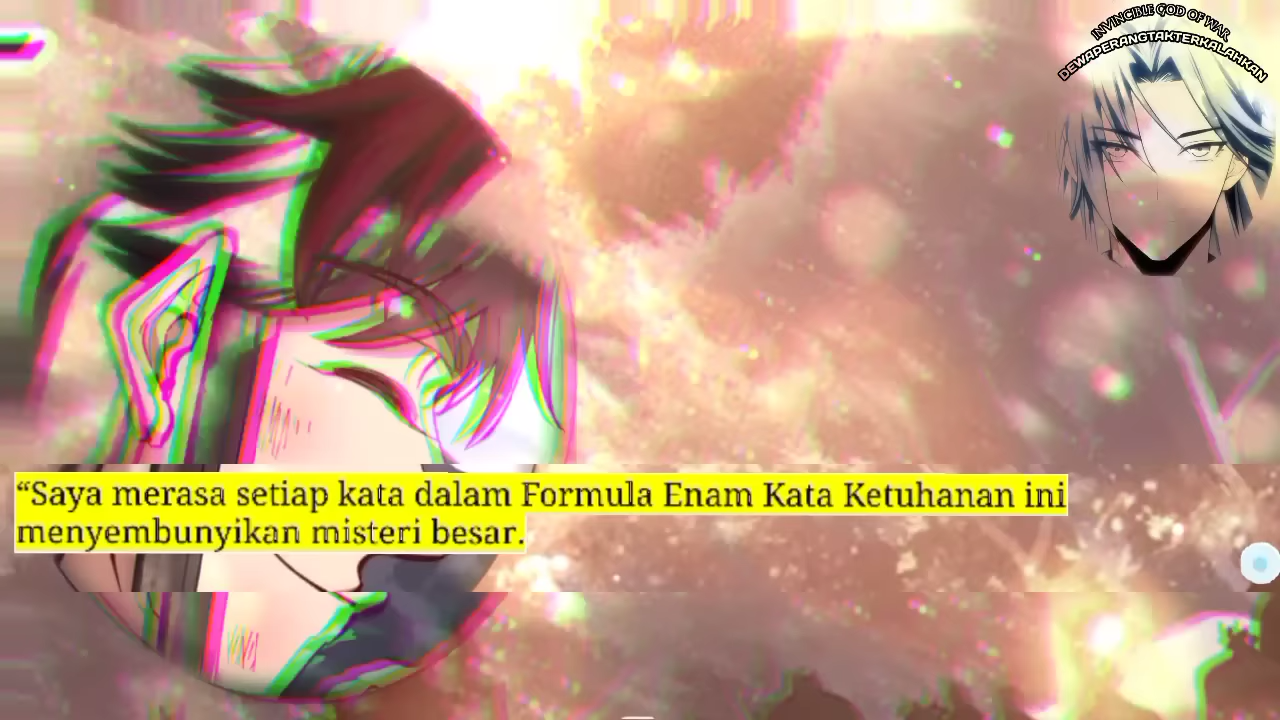 INVINCIBLE GOD OF WAR
DEWAPERANGTAKTERKALAHKAN
“Saya merasa setiap kata dalam Formula Enam Kata Ketuhanan ini
menyembunyikan misteri besar.